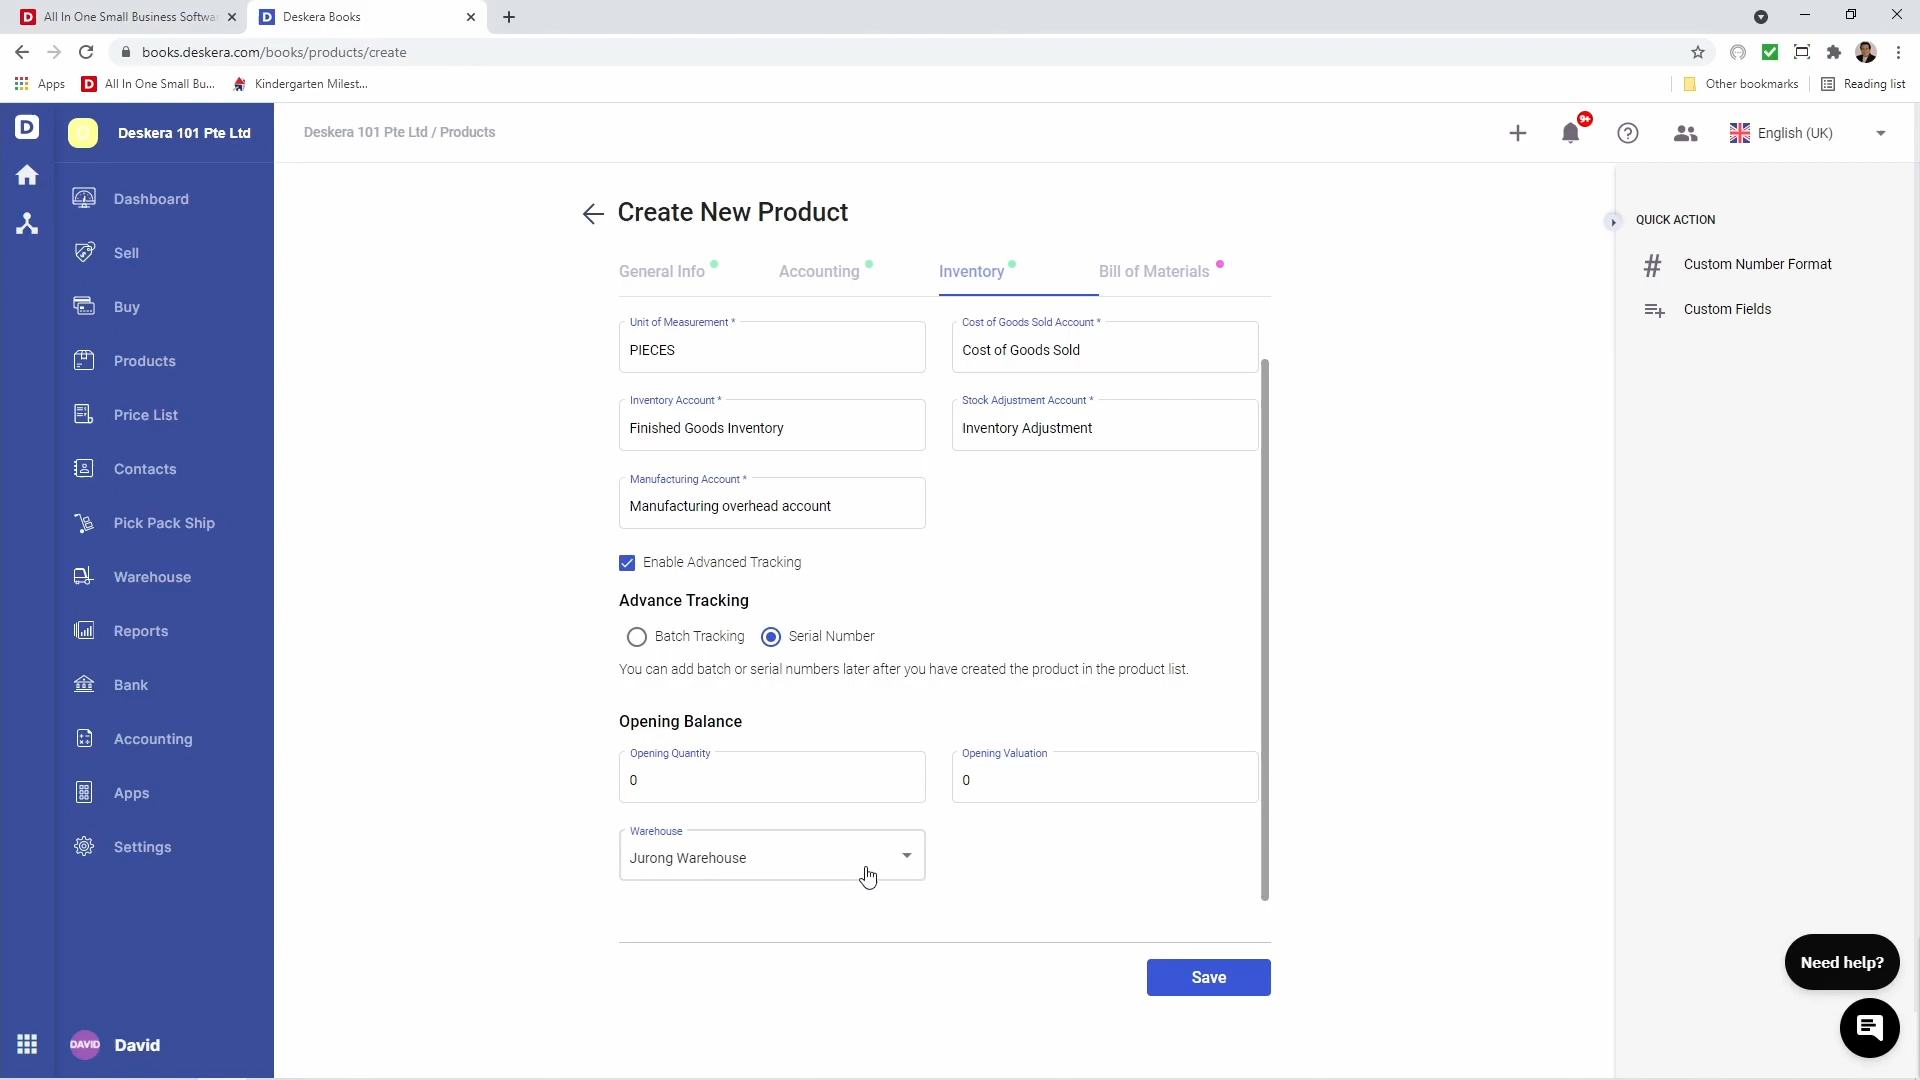 All In One Small Business Softwa
Deskera Books
books.deskera.com/books/products/create
Apps
All In One Small Bu...
Kindergarten Milest...
Other bookmarks
Reading list
D
Deskera 101 Pte Ltd
Deskera 101 Pte Ltd / Products
9+
English (UK)
Dashboard
Sell
Buy
Products
Price List
Contacts
Pick Pack Ship
Warehouse
Reports
Bank
Accounting
Apps
Settings
DAVID
David
Create New Product
General Info
Accounting
Inventory
Bill of Materials
Unit of Measurement *
PIECES
Cost of Goods Sold Account *
Cost of Goods Sold
Inventory Account *
Finished Goods Inventory
Stock Adjustment Account *
Inventory Adjustment
Manufacturing Account *
Manufacturing overhead account
Enable Advanced Tracking
Advance Tracking
Batch Tracking
Serial Number
You can add batch or serial numbers later after you have created the product in the product list.
Opening Balance
Opening Quantity
0
Opening Valuation
0
Warehouse
Jurong Warehouse
Save
QUICK ACTION
Custom Number Format
Custom Fields
Need help?